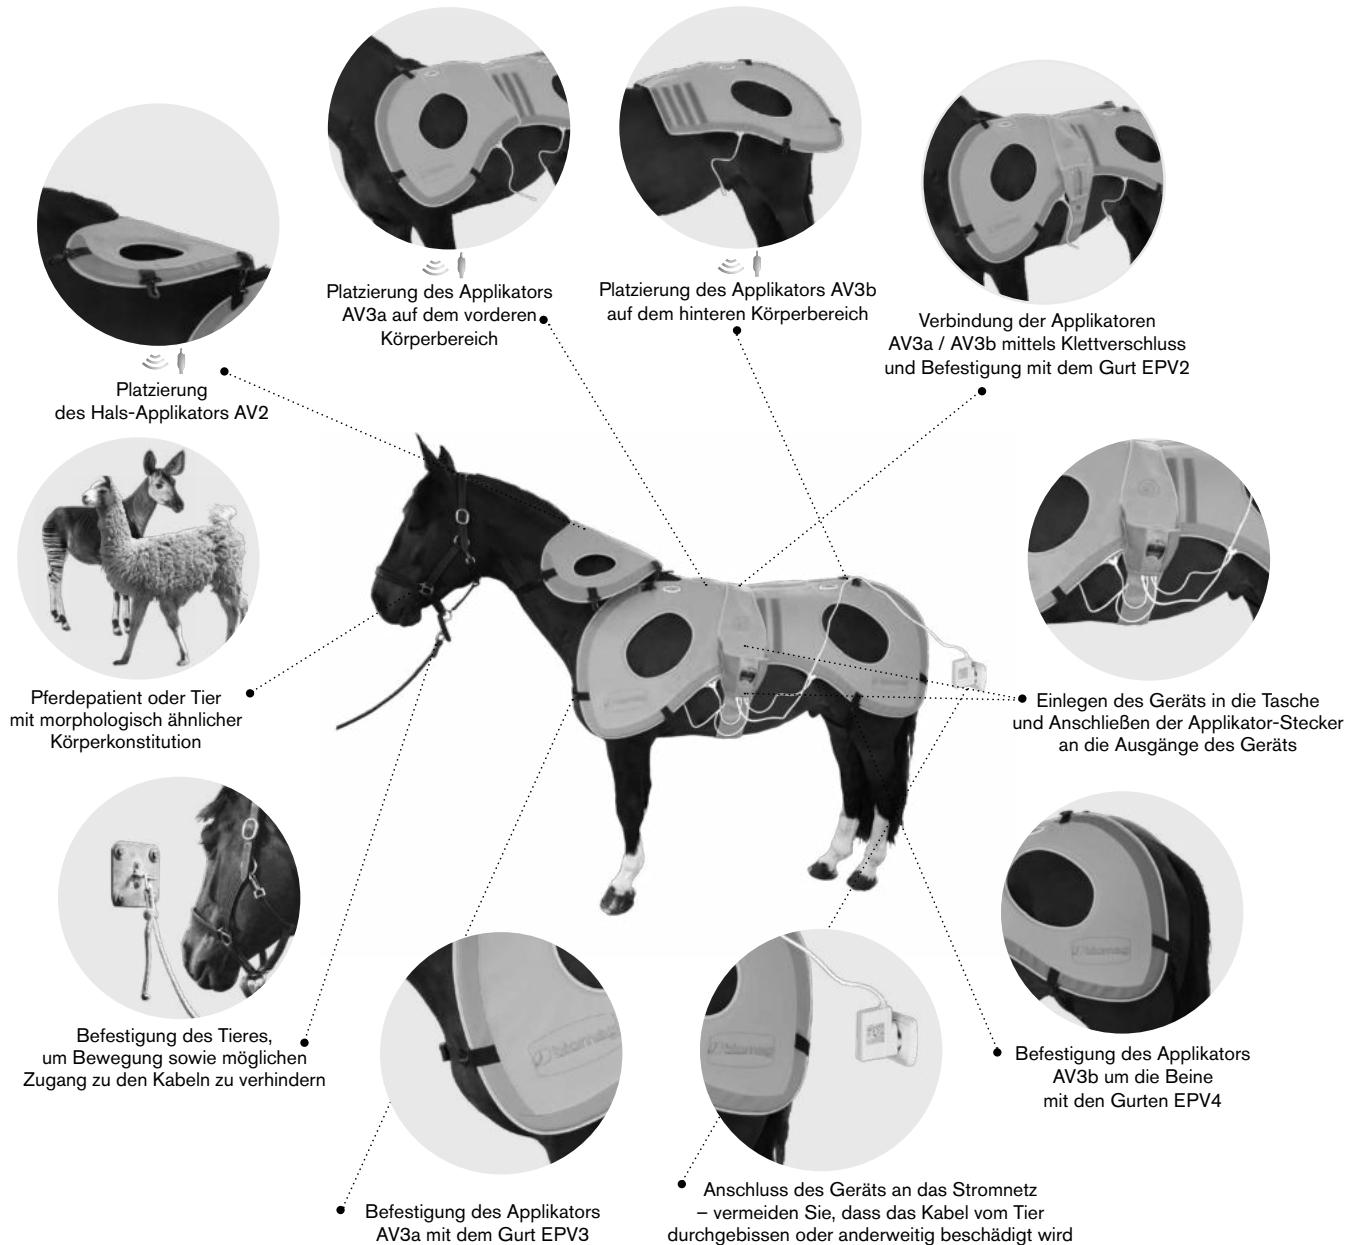 Platzierung des Applikators
AV3a auf dem vorderen
Körperbereich
Platzierung des Applikators AV3b
auf dem hinteren Körperbereich
Verbindung der Applikatoren
AV3a / AV3b mittels Klettverschluss
und Befestigung mit dem Gurt EPV2
Platzierung
des Hals-Applikators AV2
Pferdepatient oder Tier
mit morphologisch ähnlicher
Körperkonstitution
Einlegen des Geräts in die Tasche
und Anschließen der Applikator-Stecker
an die Ausgänge des Geräts
Befestigung des Tieres,
um Bewegung sowie möglichen
Zugang zu den Kabeln zu verhindern
biomag
biomag
biomag
Befestigung des Applikators
AV3b um die Beine
mit den Gurten EPV4
Befestigung des Applikators
AV3a mit dem Gurt EPV3
Anschluss des Geräts an das Stromnetz
– vermeiden Sie, dass das Kabel vom Tier
durchgebissen oder anderweitig beschädigt wird